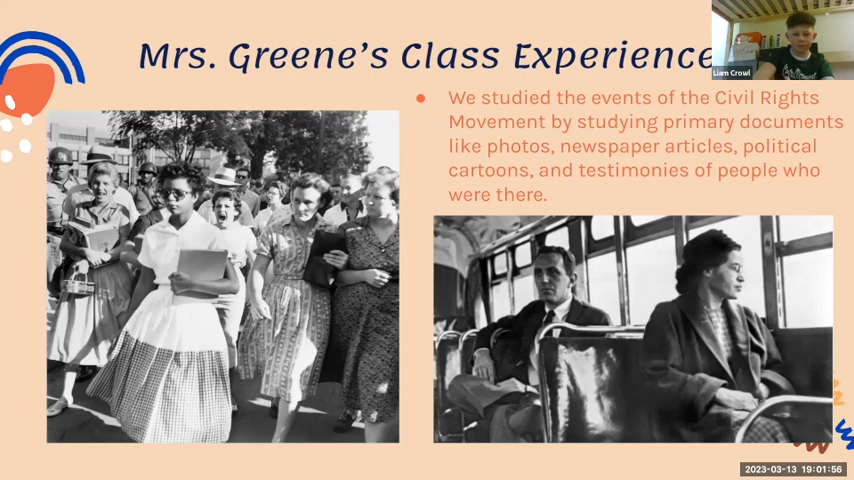 Mrs. Greene's Class Experience
Liam Crowl
● We studied the events of the Civil Rights
Movement by studying primary documents
like photos, newspaper articles, political
cartoons, and testimonies of people who
were there.
2023-03-13 19:01:56